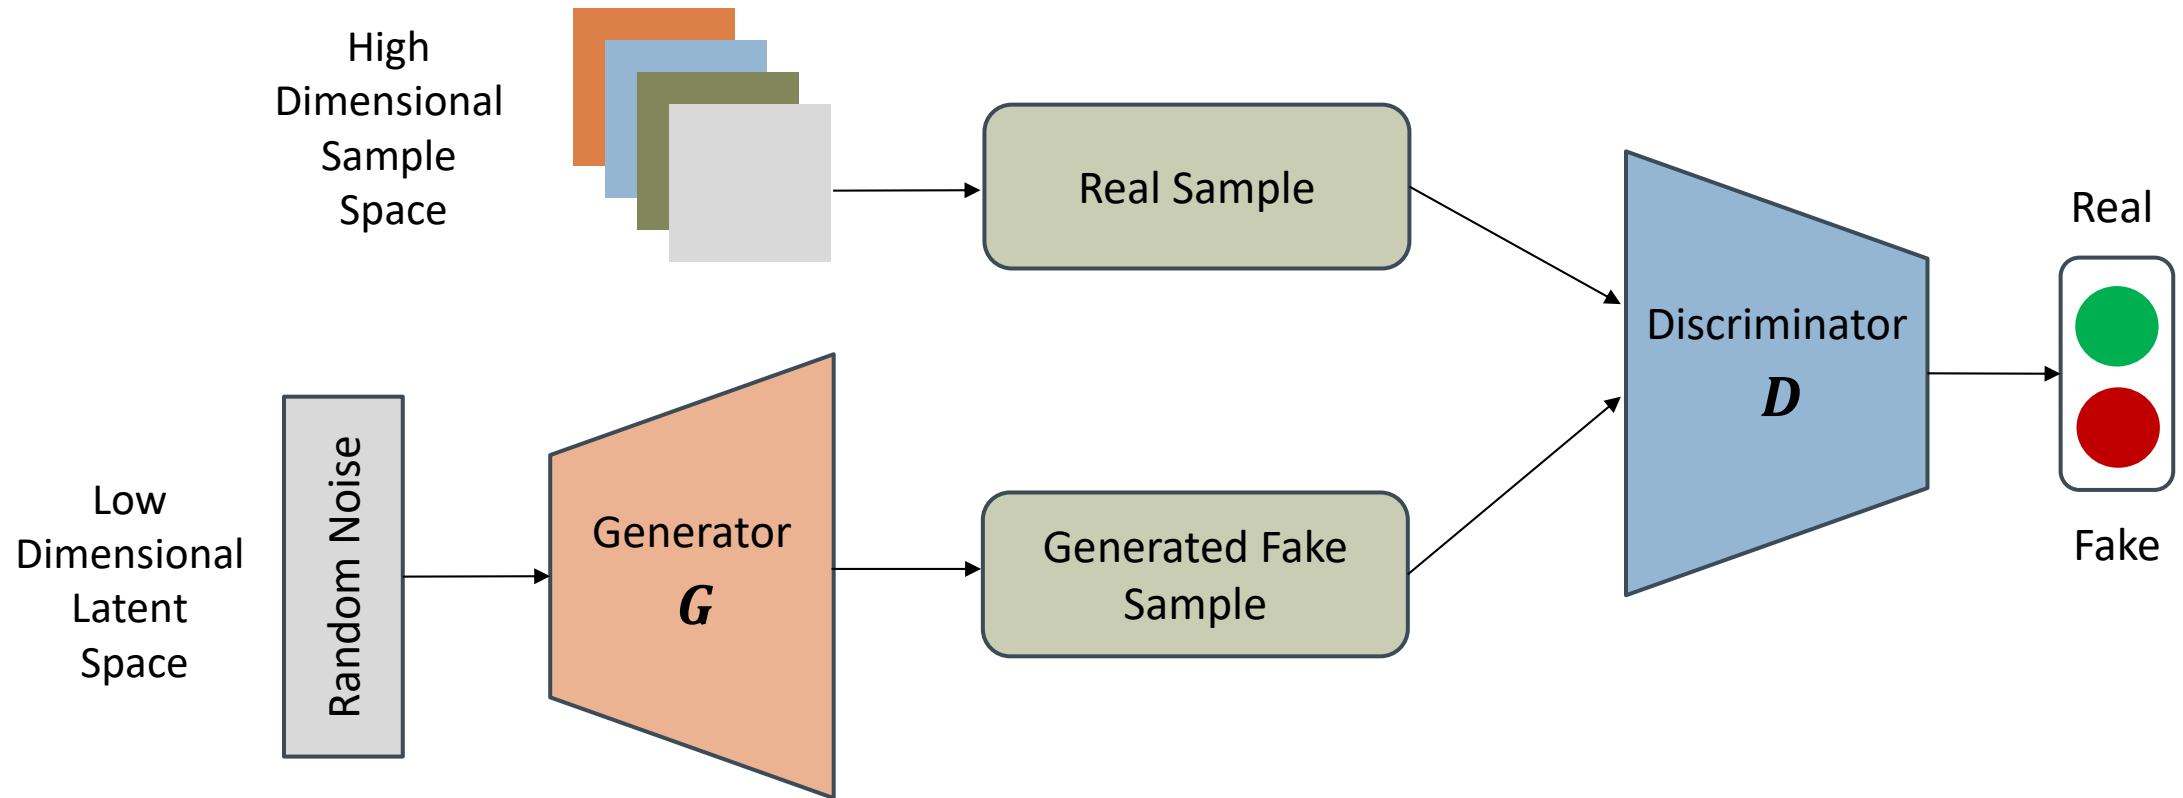 High
Dimensional
Sample
Space
Real Sample
Real
Discriminator
D
Fake
Low
Dimensional
Latent
Space
Random Noise
Generator
G
Generated Fake
Sample